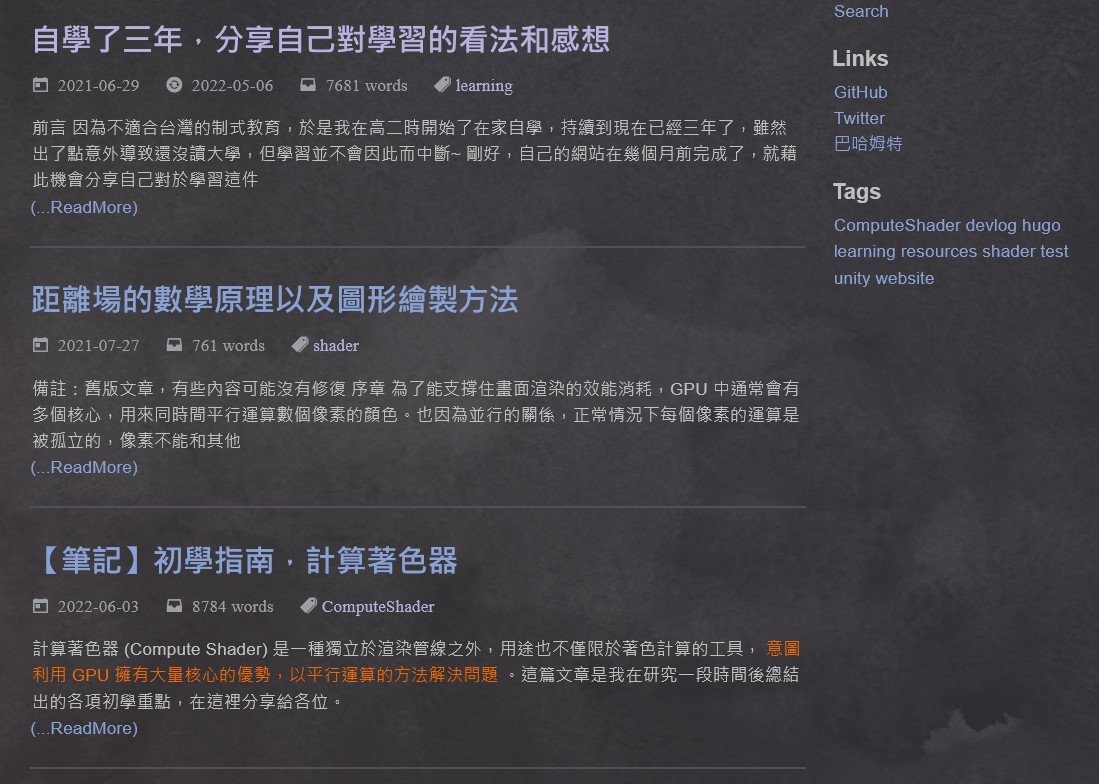 自學了三年，分享自己對學習的看法和感想
2021-06-29 2022-05-06 7681 words learning
前言 因為不適合台灣的制式教育，於是我在高二時開始了在家自學，持續到現在已經三年了，雖然
出了點意外導致還沒讀大學，但學習並不會因此而中斷~ 剛好，自己的網站在幾個月前完成了，就藉
此機會分享自己對於學習這件
(...ReadMore)
距離場的數學原理以及圖形繪製方法
2021-07-27 761 words shader
備註：舊版文章，有些內容可能沒有修復 序章 為了能支撐住畫面渲染的效能消耗，GPU 中通常會有
多個核心，用來同時間平行運算數個像素的顏色。也因為並行的關係，正常情況下每個像素的運算是
被孤立的，像素不能和其他
(...ReadMore)
【筆記】初學指南，計算著色器
2022-06-03 8784 words ComputeShader
計算著色器 (Compute Shader) 是一種獨立於渲染管線之外，用途也不僅限於著色計算的工具， 意圖
利用 GPU 擁有大量核心的優勢，以平行運算的方法解決問題 。這篇文章是我在研究一段時間後總結
出的各項初學重點，在這裡分享給各位。
(...ReadMore)
Search
Links
GitHub
Twitter
巴哈姆特
Tags
ComputeShader devlog hugo
learning resources shader test
unity website